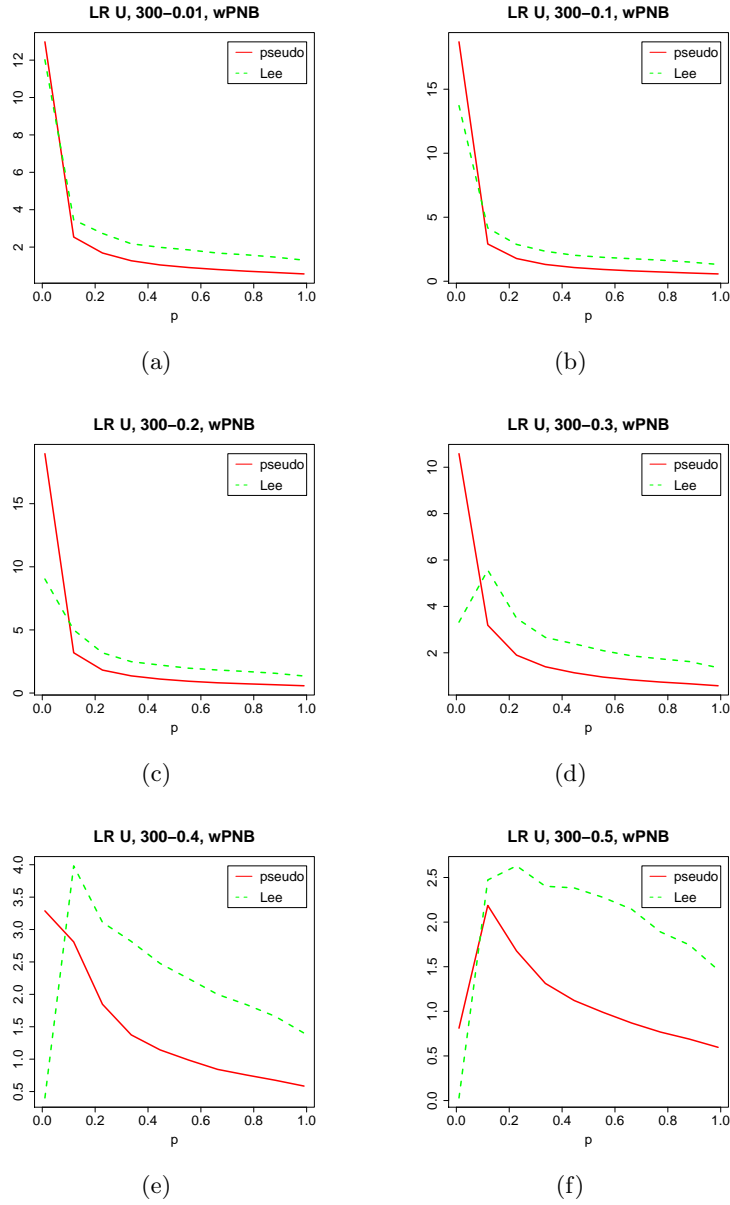 LR U, 300−0.01, wPNB
pseudo
Lee
12
10
8
6
4
2
0.0 0.2 0.4 0.6 0.8 1.0
p
(a)
LR U, 300−0.1, wPNB
pseudo
Lee
15
10
5
0
0.0 0.2 0.4 0.6 0.8 1.0
p
(b)
LR U, 300−0.2, wPNB
pseudo
Lee
15
10
5
0
0.0 0.2 0.4 0.6 0.8 1.0
p
(c)
LR U, 300−0.3, wPNB
pseudo
Lee
10
8
6
4
2
0.0 0.2 0.4 0.6 0.8 1.0
p
(d)
LR U, 300−0.4, wPNB
pseudo
Lee
4.0
3.5
3.0
2.5
2.0
1.5
1.0
0.5
0.0 0.2 0.4 0.6 0.8 1.0
p
(e)
LR U, 300−0.5, wPNB
pseudo
Lee
2.5
2.0
1.5
1.0
0.5
0.0
0.0 0.2 0.4 0.6 0.8 1.0
p
(f)